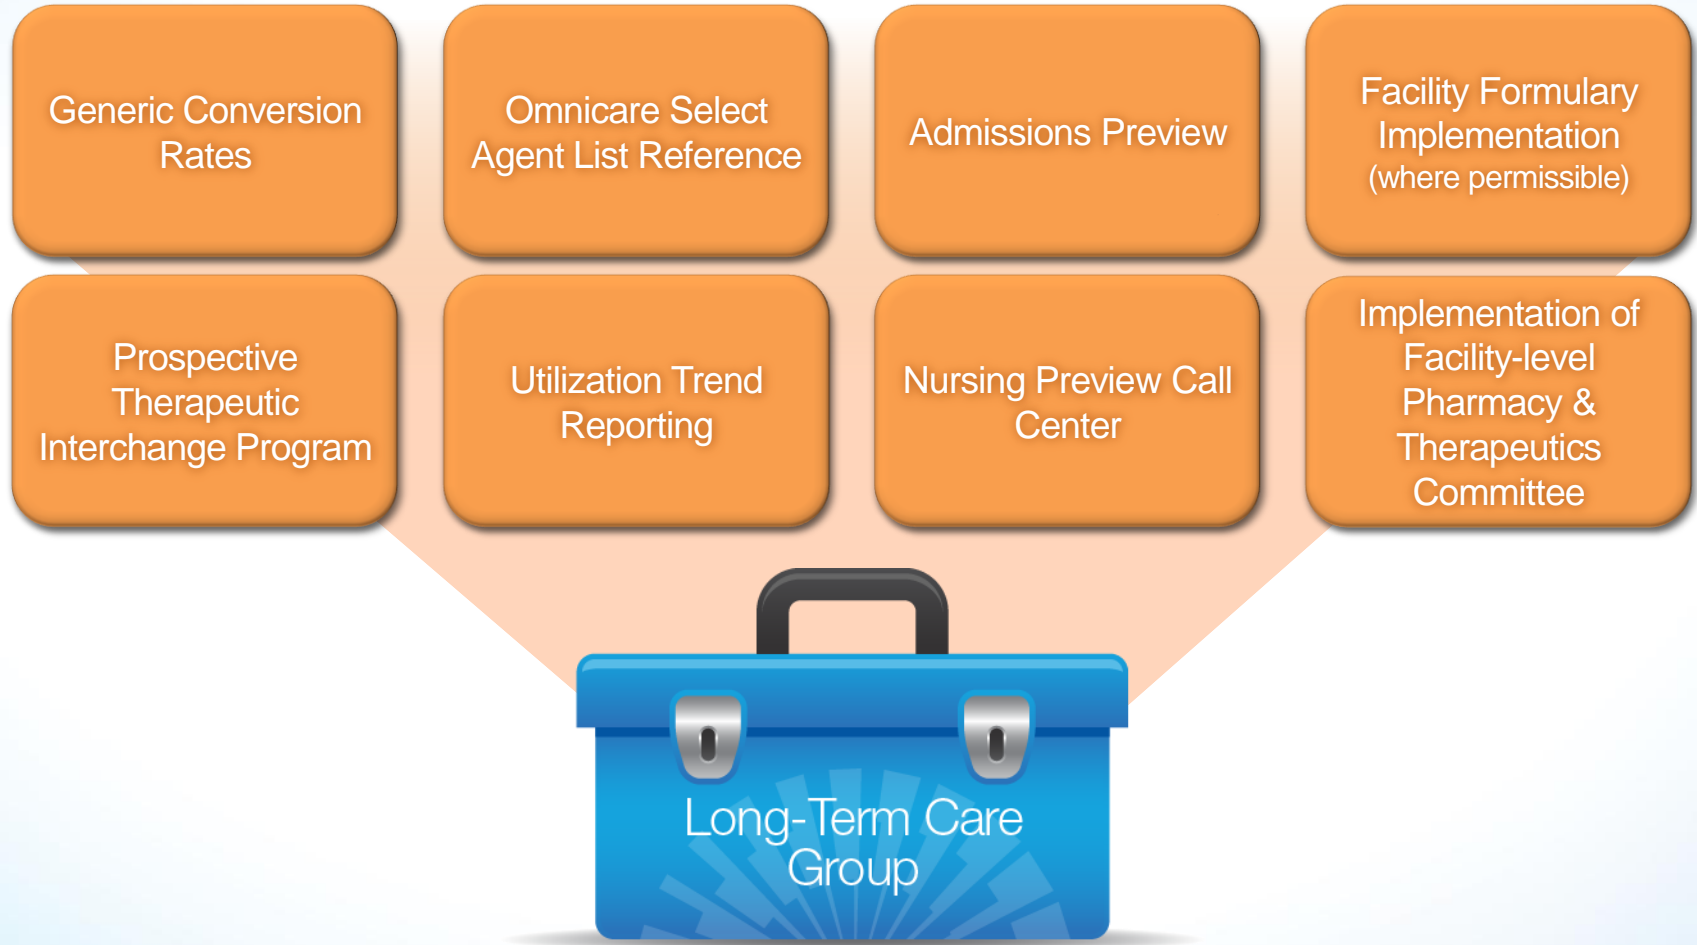 Generic Conversion
Rates
Omnicare Select
Agent List Reference
Admissions Preview
Facility Formulary
Implementation
(where permissible)
Prospective
Therapeutic
Interchange Program
Utilization Trend
Reporting
Nursing Preview Call
Center
Implementation of
Facility-level
Pharmacy &
Therapeutics
Committee
Long-Term Care
Group